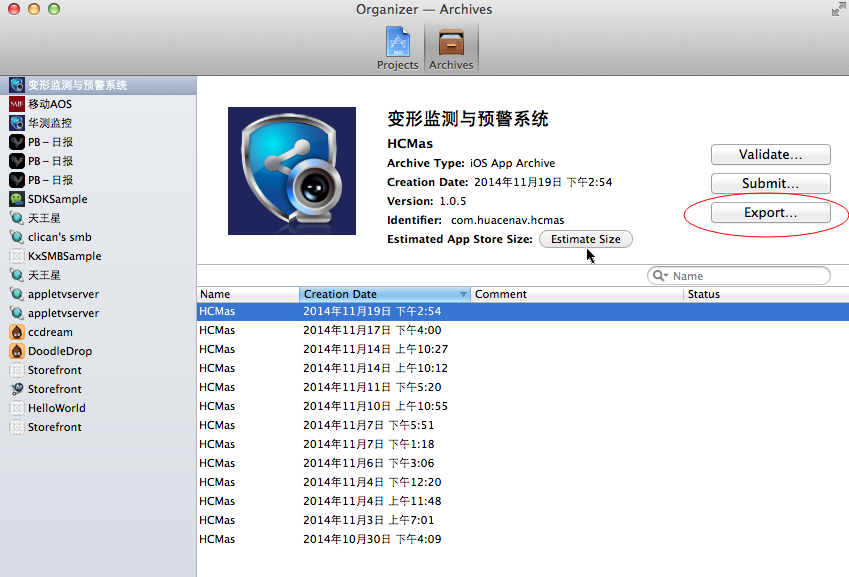 Organizer — Archives
Projects
Archives
变形监测与预警系统
移动AOS
华测监控
PB – 日报
PB – 日报
PB – 日报
SDKSample
天王星
clican's smb
KxSMBSample
天王星
appletvserver
appletvserver
ccdream
DoodleDrop
Storefront
Storefront
HelloWorld
Storefront
变形监测与预警系统
HCMas
Archive Type: iOS App Archive
Creation Date: 2014年11月19日 下午2:54
Version: 1.0.5
Identifier: com.huacenav.hcmas
Estimated App Store Size: Estimate Size
Validate...
Submit...
Export...
Name
Name Creation Date Comment Status
HCMas 2014年11月19日 下午2:54
HCMas 2014年11月17日 下午4:00
HCMas 2014年11月14日 上午10:27
HCMas 2014年11月14日 上午10:12
HCMas 2014年11月11日 下午5:20
HCMas 2014年11月10日 上午10:55
HCMas 2014年11月7日 下午5:51
HCMas 2014年11月7日 下午1:18
HCMas 2014年11月6日 下午3:06
HCMas 2014年11月4日 下午12:20
HCMas 2014年11月4日 上午11:48
HCMas 2014年11月3日 上午7:01
HCMas 2014年10月30日 下午4:09